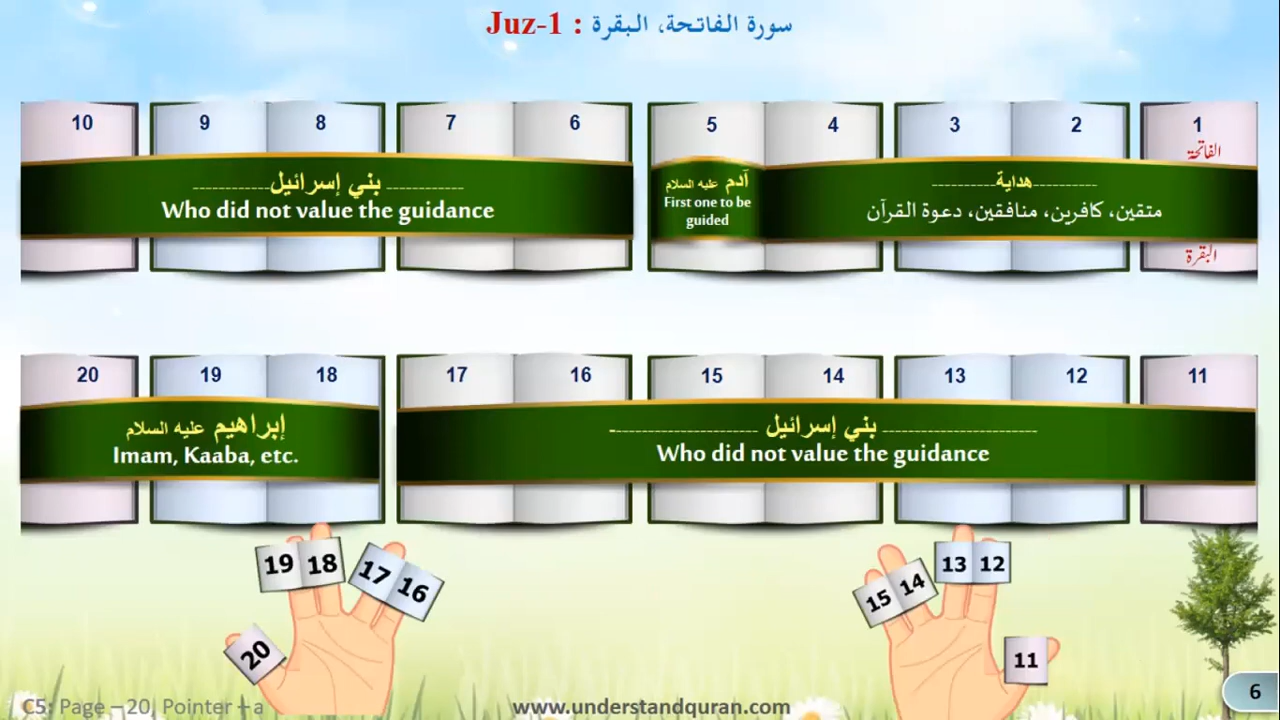 Juz-1 : سورة الفاتحة، البقرة
1 2 3 4 5 6 7 8 9 10
الفاتحة
----------هداية----------
متقين، كافرين، منافقين، دعوة القرآن
البقرة
آدم عليه السلام
First one to be
guided
------------ بني إسرائيل------------
Who did not value the guidance
11 12 13 14 15 16 17 18 19 20
------------------------ بني إسرائيل ----------------------
Who did not value the guidance
إبراهيم عليه السلام
Imam, Kaaba, etc.
19 18
17 16
20
15 14
13 12
11
C5: Page – 20, Pointer – a
www.understandquran.com
6